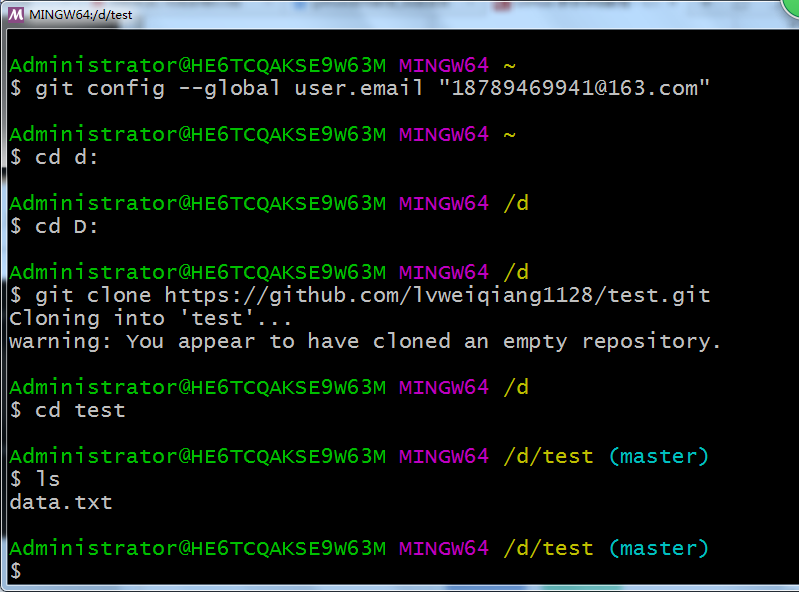 MINGW64:/d/test
Administrator@HE6TCQAKSE9W63M MINGW64 ~
$ git config --global user.email "18789469941@163.com"
Administrator@HE6TCQAKSE9W63M MINGW64 ~
$ cd d:
Administrator@HE6TCQAKSE9W63M MINGW64 /d
$ cd D:
Administrator@HE6TCQAKSE9W63M MINGW64 /d
$ git clone https://github.com/lvweiqiang1128/test.git
Cloning into 'test'...
warning: You appear to have cloned an empty repository.
Administrator@HE6TCQAKSE9W63M MINGW64 /d
$ cd test
Administrator@HE6TCQAKSE9W63M MINGW64 /d/test (master)
$ ls
data.txt
Administrator@HE6TCQAKSE9W63M MINGW64 /d/test (master)
$